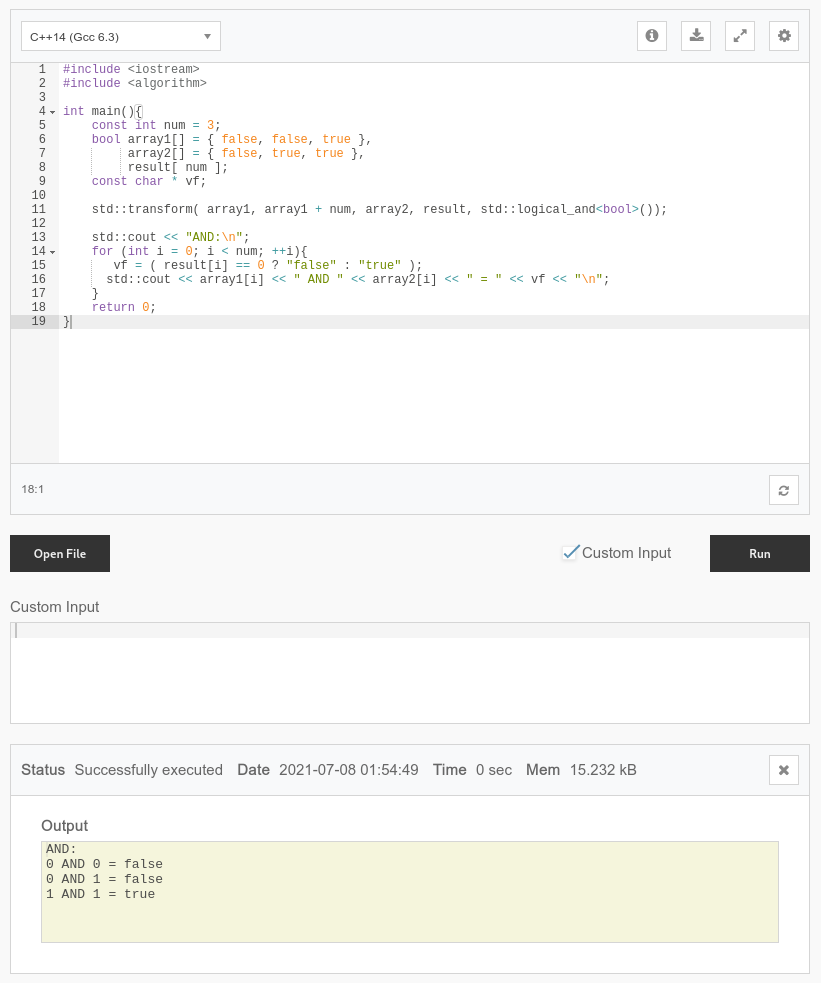 C++14 (Gcc 6.3)
1 #include <iostream>
2 #include <algorithm>
3
4 int main(){
5     const int num = 3;
6     bool array1[] = { false, false, true },
7          array2[] = { false, true, true },
8          result[ num ];
9     const char * vf;
10
11     std::transform( array1, array1 + num, array2, result, std::logical_and<bool>());
12
13     std::cout << "AND:\n";
14     for (int i = 0; i < num; ++i){
15        vf = ( result[i] == 0 ? "false" : "true" );
16       std::cout << array1[i] << " AND " << array2[i] << " = " << vf << "\n";
17     }
18     return 0;
19 }
18:1
Open File
Custom Input
Run
Custom Input
Status Successfully executed Date 2021-07-08 01:54:49 Time 0 sec Mem 15.232 kB
Output
AND:
0 AND 0 = false
0 AND 1 = false
1 AND 1 = true